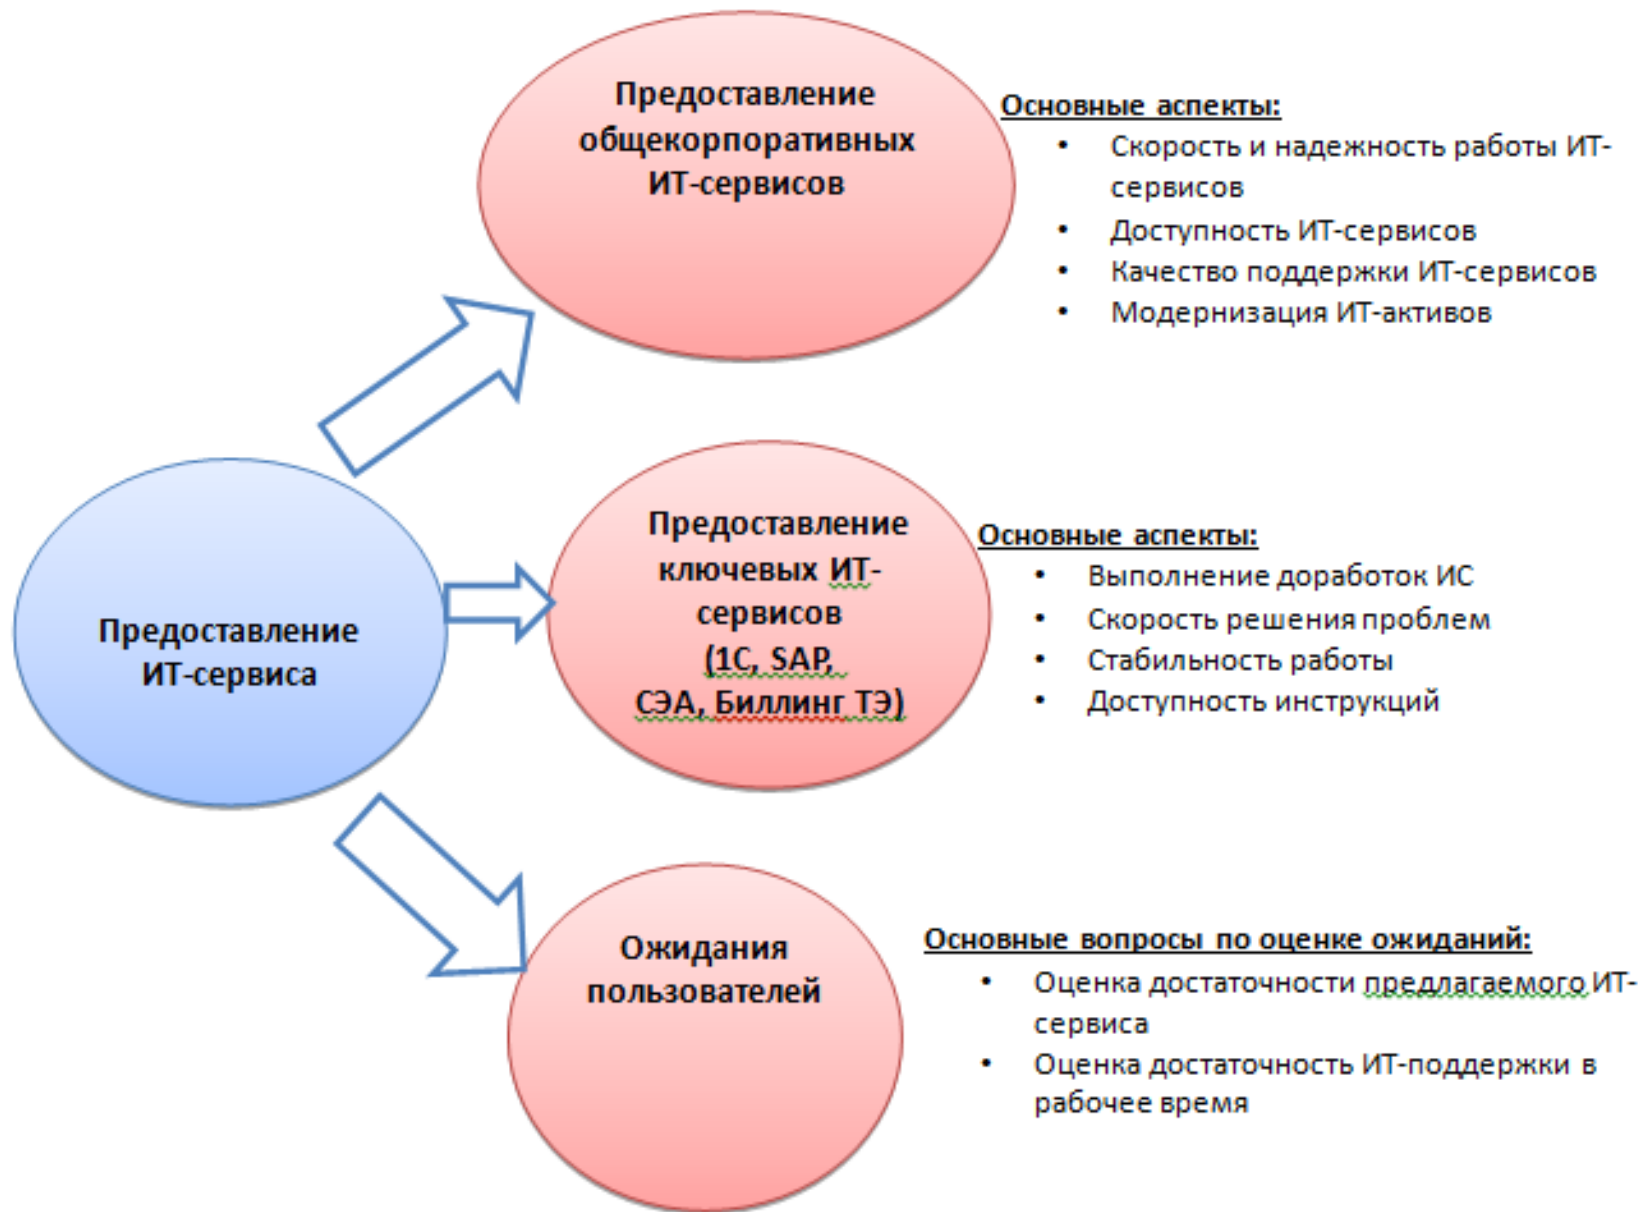 Предоставление
общекорпоративных
ИТ-сервисов
Основные аспекты:
• Скорость и надежность работы ИТ-
сервисов
• Доступность ИТ-сервисов
• Качество поддержки ИТ-сервисов
• Модернизация ИТ-активов
Предоставление
ИТ-сервиса
Предоставление
ключевых ИТ-
сервисов
(1С, SAP,
СЭА, Биллинг ТЭ)
Основные аспекты:
• Выполнение доработок ИС
• Скорость решения проблем
• Стабильность работы
• Доступность инструкций
Ожидания
пользователей
Основные вопросы по оценке ожиданий:
• Оценка достаточности предлагаемого ИТ-
сервиса
• Оценка достаточность ИТ-поддержки в
рабочее время